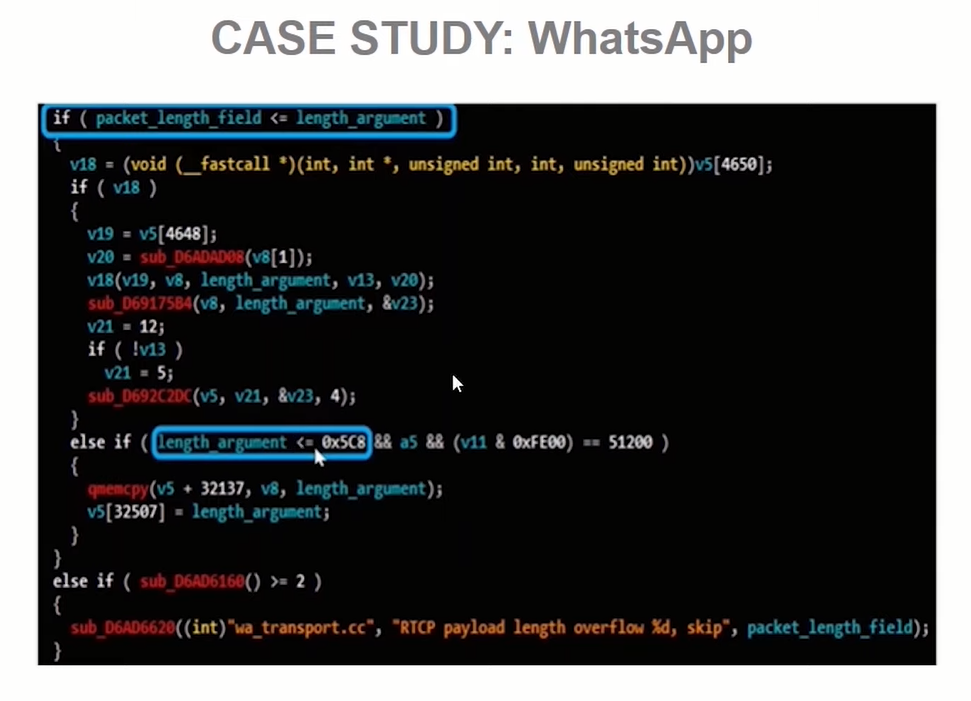 CASE STUDY: WhatsApp
if ( packet_length_field <= length_argument )
{
v18 = (void (__fastcall *)(int, int *, unsigned int, int, unsigned int))v5[4650];
if ( v18 )
{
v19 = v5[4648];
v20 = sub_D6ADAD08(v8[1]);
v18(v19, v8, length_argument, v13, v20);
sub_D69175B4(v8, length_argument, &v23);
v21 = 12;
if ( !v13 )
v21 = 5;
sub_D692C2DC(v5, v21, &v23, 4);
}
else if ( length_argument <= 0x5C8 && a5 && (v11 & 0xFE00) == 51200 )
{
qmemcpy(v5 + 32137, v8, length_argument);
v5[32507] = length_argument;
}
}
else if ( sub_D6AD6160() >= 2 )
{
sub_D6AD6620((int)"wa_transport.cc", "RTCP payload length overflow %d, skip", packet_length_field);
}